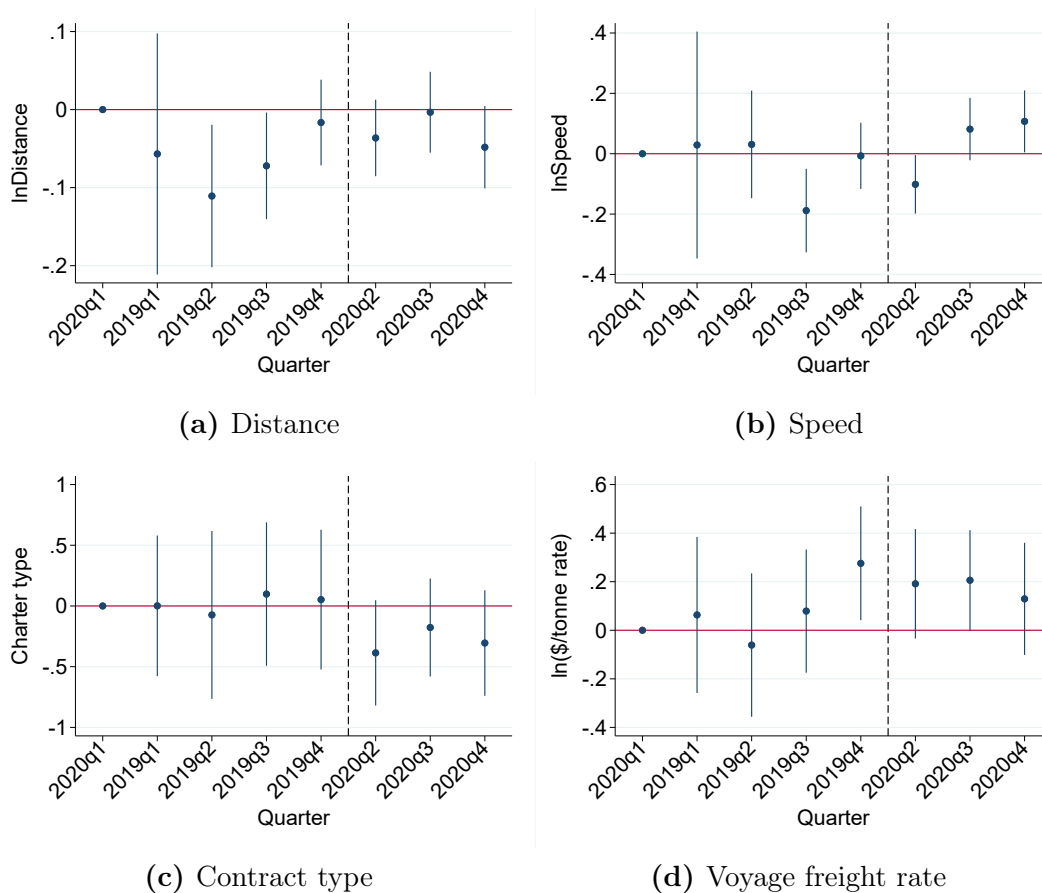 .1
0
-.1
-.2
lnDistance
2020q1
2019q1
2019q2
2019q3
2019q4
2020q2
2020q3
2020q4
Quarter
(a) Distance
.4
.2
0
-.2
-.4
lnSpeed
2020q1
2019q1
2019q2
2019q3
2019q4
2020q2
2020q3
2020q4
Quarter
(b) Speed
1
.5
0
-.5
-1
Charter type
2020q1
2019q1
2019q2
2019q3
2019q4
2020q2
2020q3
2020q4
Quarter
(c) Contract type
.6
.4
.2
0
-.2
-.4
ln($/tonne rate)
2020q1
2019q1
2019q2
2019q3
2019q4
2020q2
2020q3
2020q4
Quarter
(d) Voyage freight rate